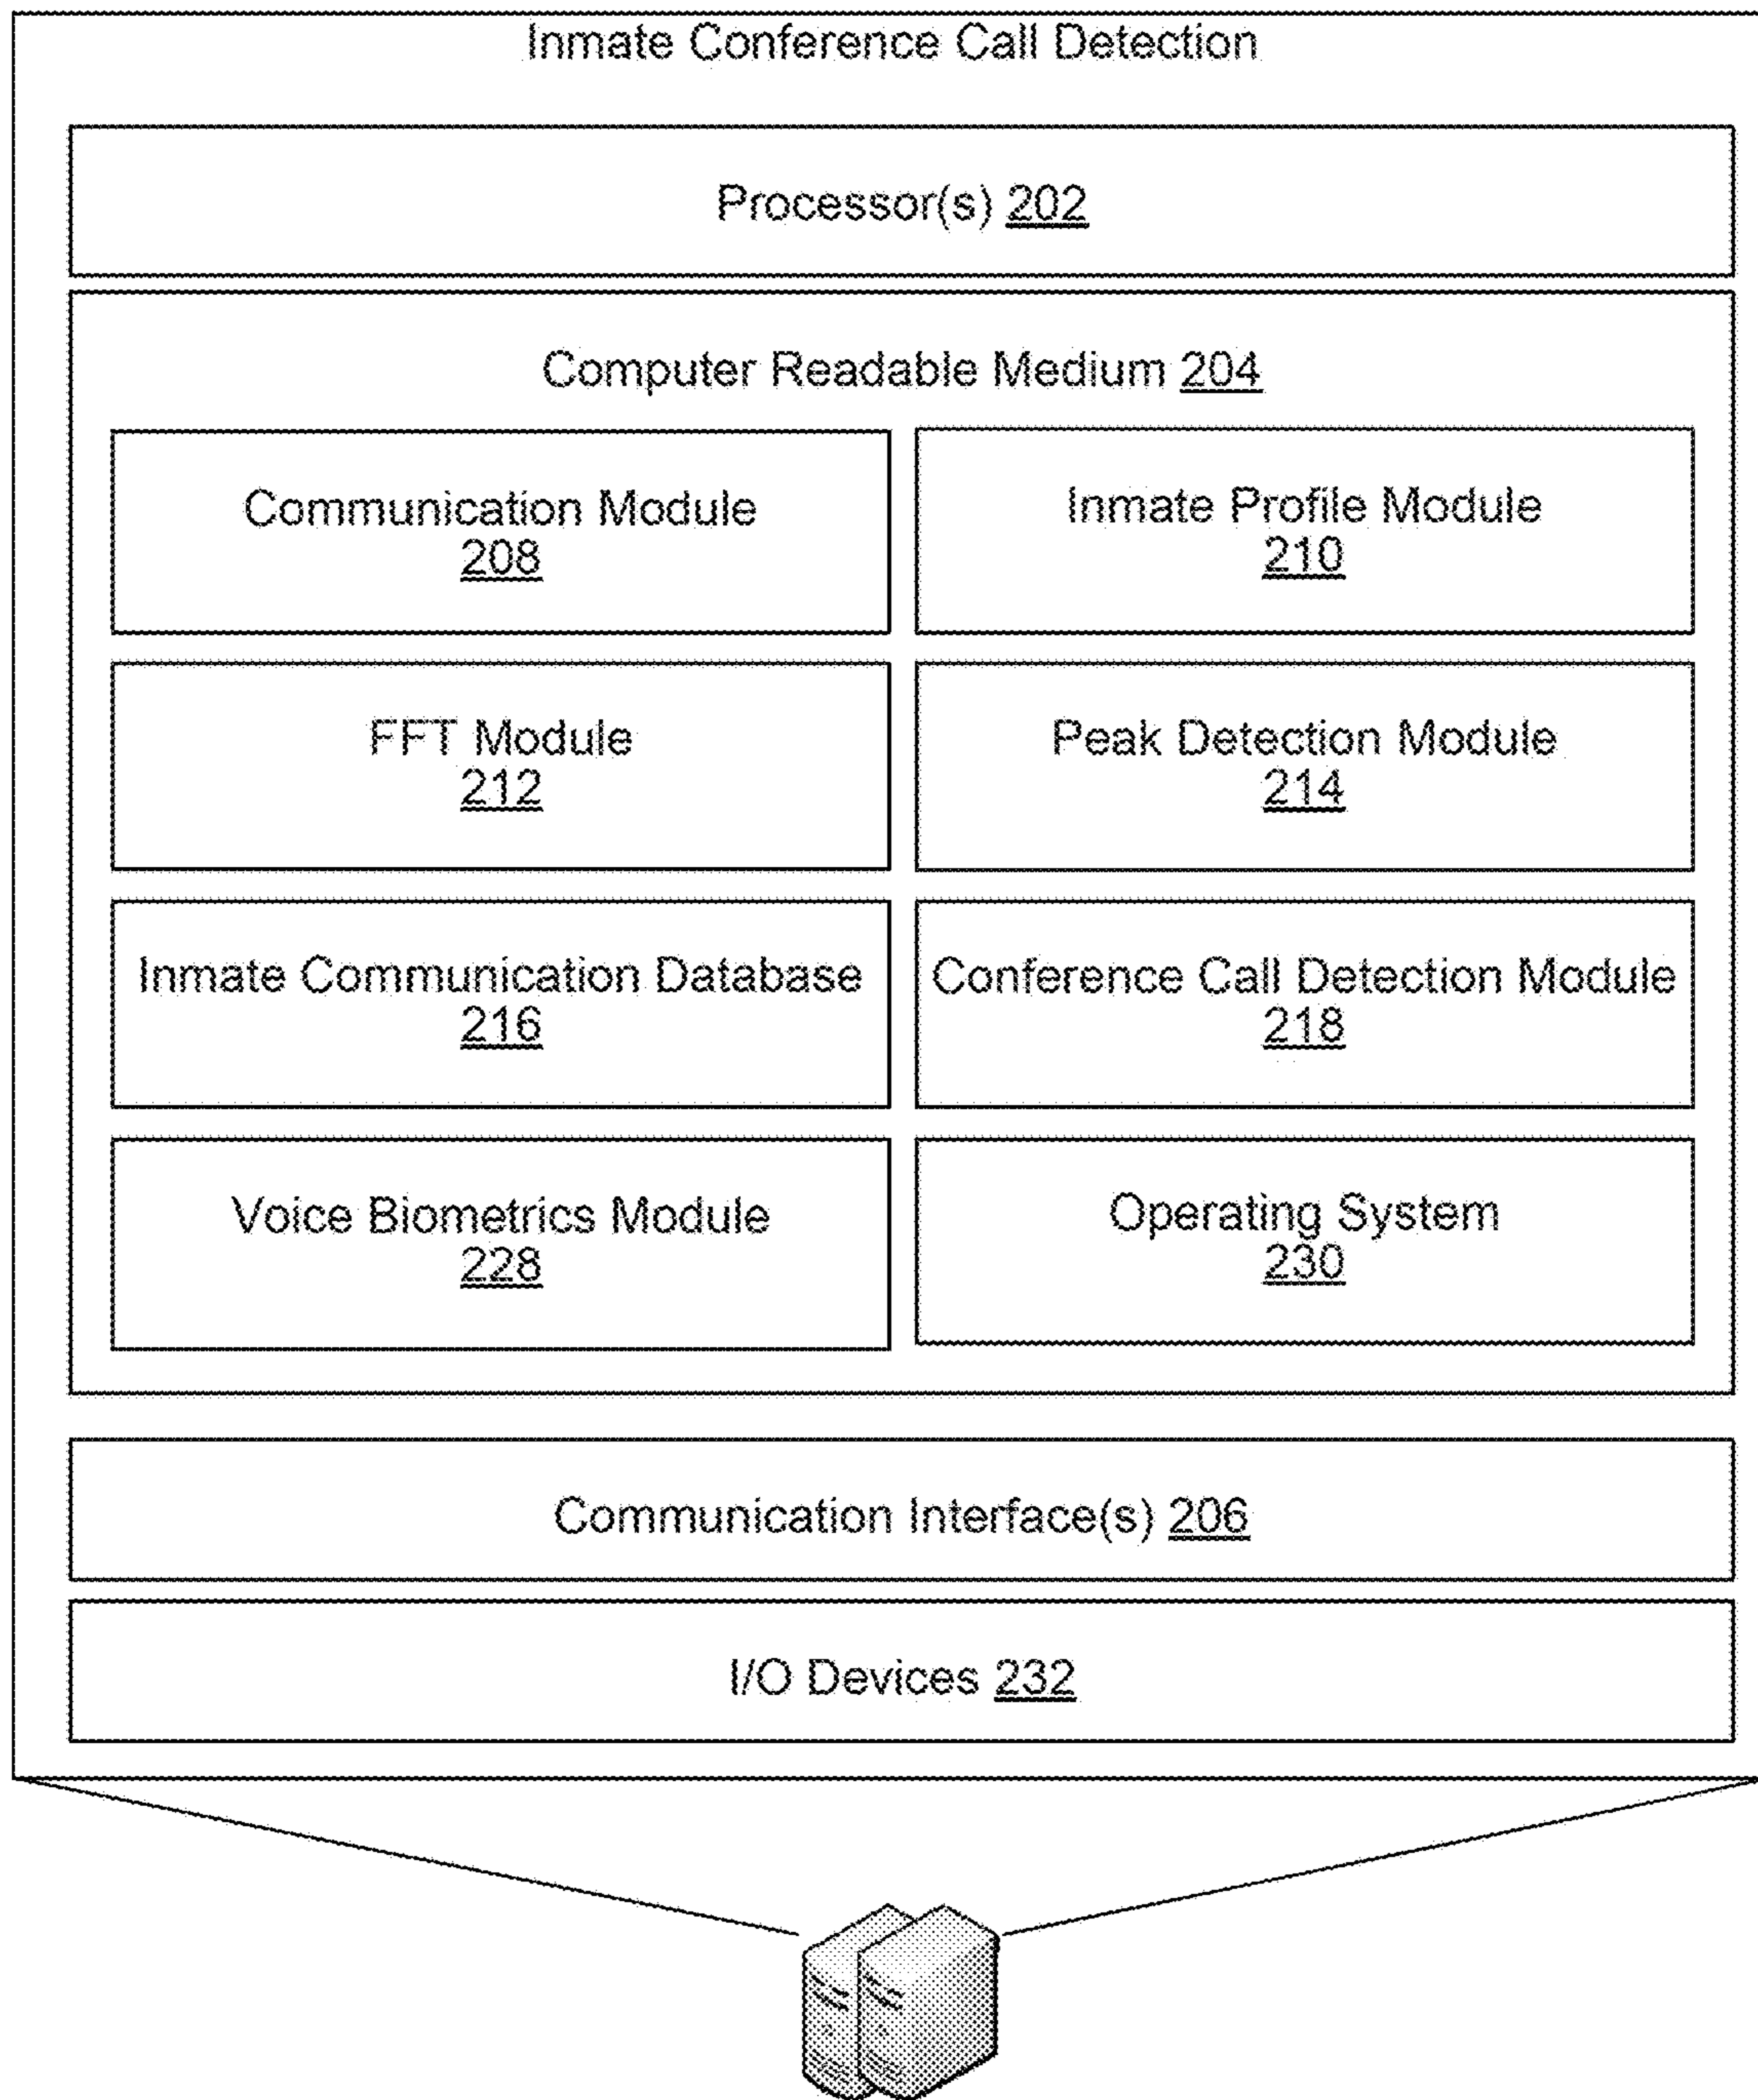 Inmate Conference Call Detection
Processor(s) 202
Computer Readable Medium 204
Communication Module
208
Inmate Profile Module
210
FFT Module
212
Peak Detection Module
214
Inmate Communication Database
216
Conference Call Detection Module
218
Voice Biometrics Module
228
Operating System
230
Communication Interface(s) 206
I/O Devices 232